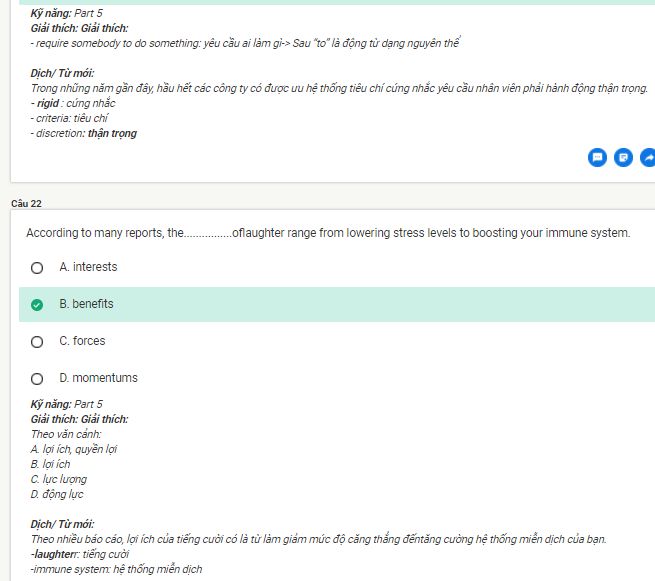 Kỹ năng: Part 5
Giải thích: Giải thích:
- require somebody to do something: yêu cầu ai làm gì-> Sau "to" là động từ dạng nguyên thể
Dịch/ Từ mới:
Trong những năm gần đây, hầu hết các công ty có được ưu hệ thống tiêu chí cứng nhắc yêu cầu nhân viên phải hành động thận trọng.
- rigid : cứng nhắc
- criteria: tiêu chí
- discretion: thận trọng
Câu 22
According to many reports, the................oflaughter range from lowering stress levels to boosting your immune system.
A. interests
B. benefits
C. forces
D. momentums
Kỹ năng: Part 5
Giải thích: Giải thích:
Theo văn cảnh:
A. lợi ích, quyền lợi
B. lợi ích
C. lực lượng
D. động lực
Dịch/ Từ mới:
Theo nhiều báo cáo, lợi ích của tiếng cười có là từ làm giảm mức độ căng thẳng đếntăng cường hệ thống miễn dịch của bạn.
-laughterr: tiếng cười
-immune system: hệ thống miễn dịch